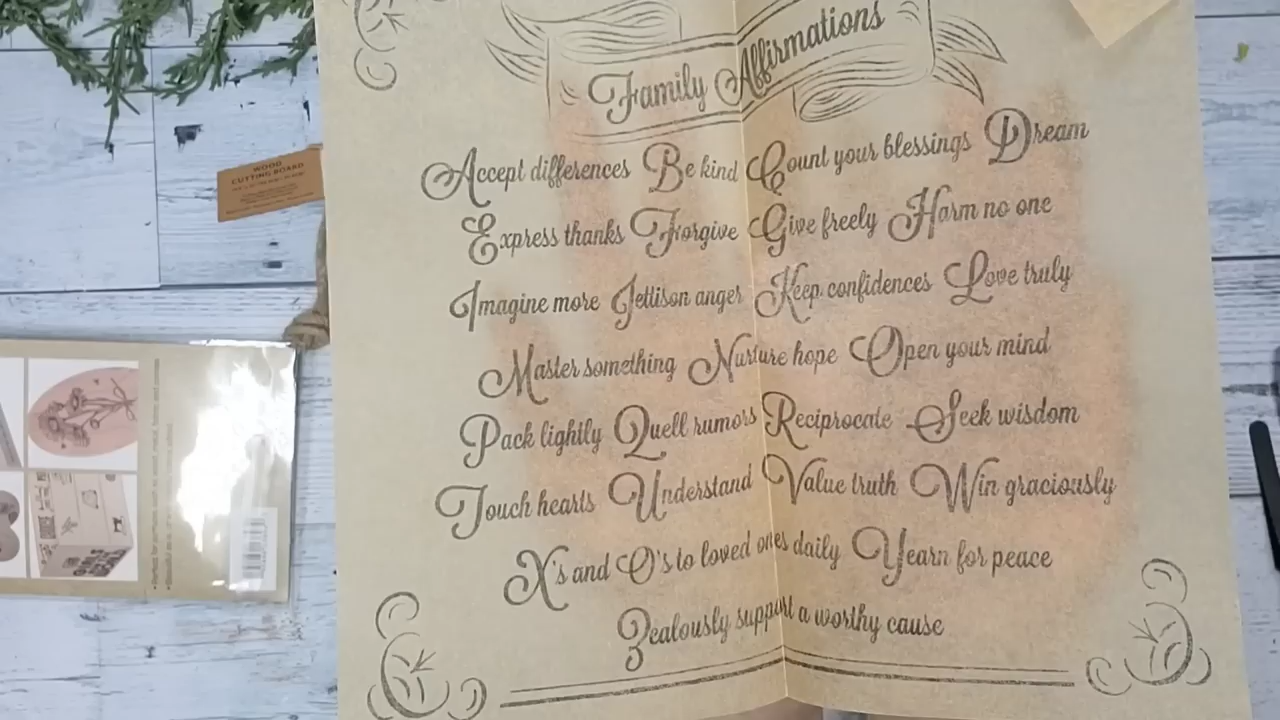 Family Affirmations
Accept differences Be kind Count your blessings Dream
Express thanks Forgive Give freely Harm no one
Imagine more Jettison anger Keep confidences Love truly
Master something Nurture hope Open your mind
Pack lightly Quell rumors Reciprocate Seek wisdom
Touch hearts Understand Value truth Win graciously
X's and O's to loved ones daily Yearn for peace
Zealously support a worthy cause
WOOD
CUTTING BOARD